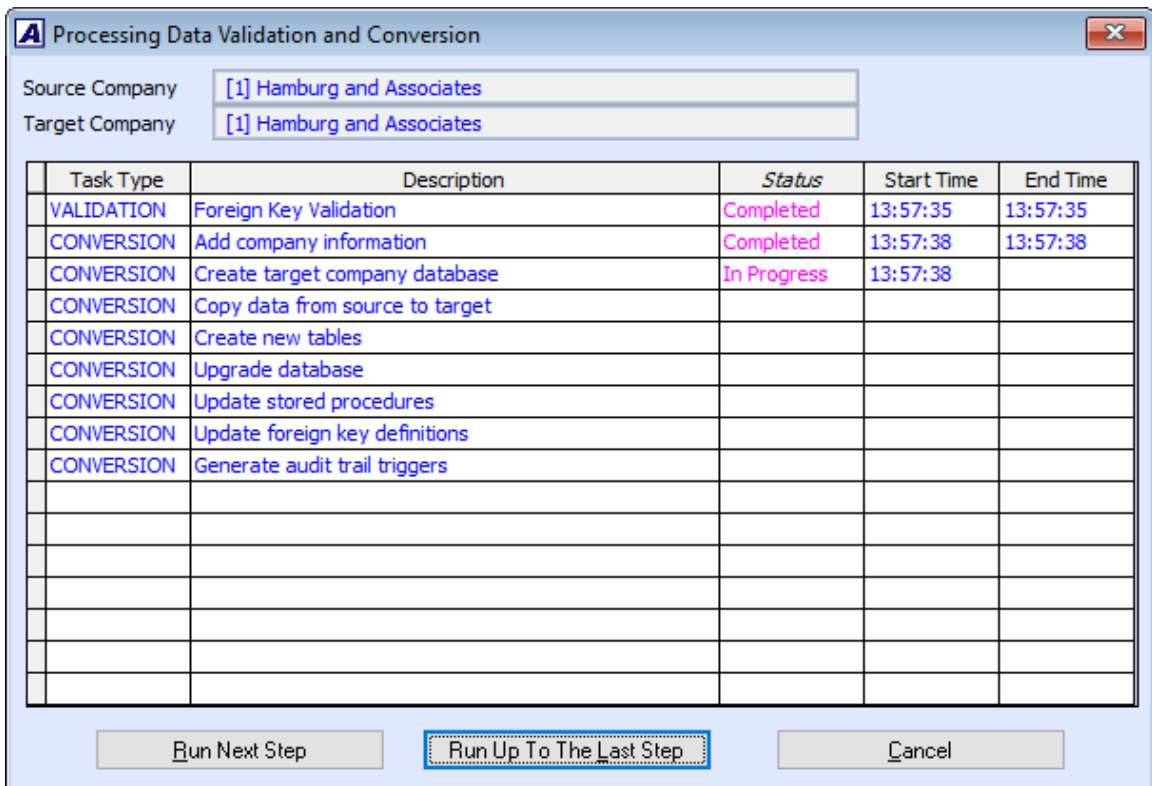 A Processing Data Validation and Conversion
Source Company [1] Hamburg and Associates
Target Company [1] Hamburg and Associates
Task Type Description Status Start Time End Time
VALIDATION Foreign Key Validation Completed 13:57:35 13:57:35
CONVERSION Add company information Completed 13:57:38 13:57:38
CONVERSION Create target company database In Progress 13:57:38
CONVERSION Copy data from source to target
CONVERSION Create new tables
CONVERSION Upgrade database
CONVERSION Update stored procedures
CONVERSION Update foreign key definitions
CONVERSION Generate audit trail triggers
Run Next Step Run Up To The Last Step Cancel